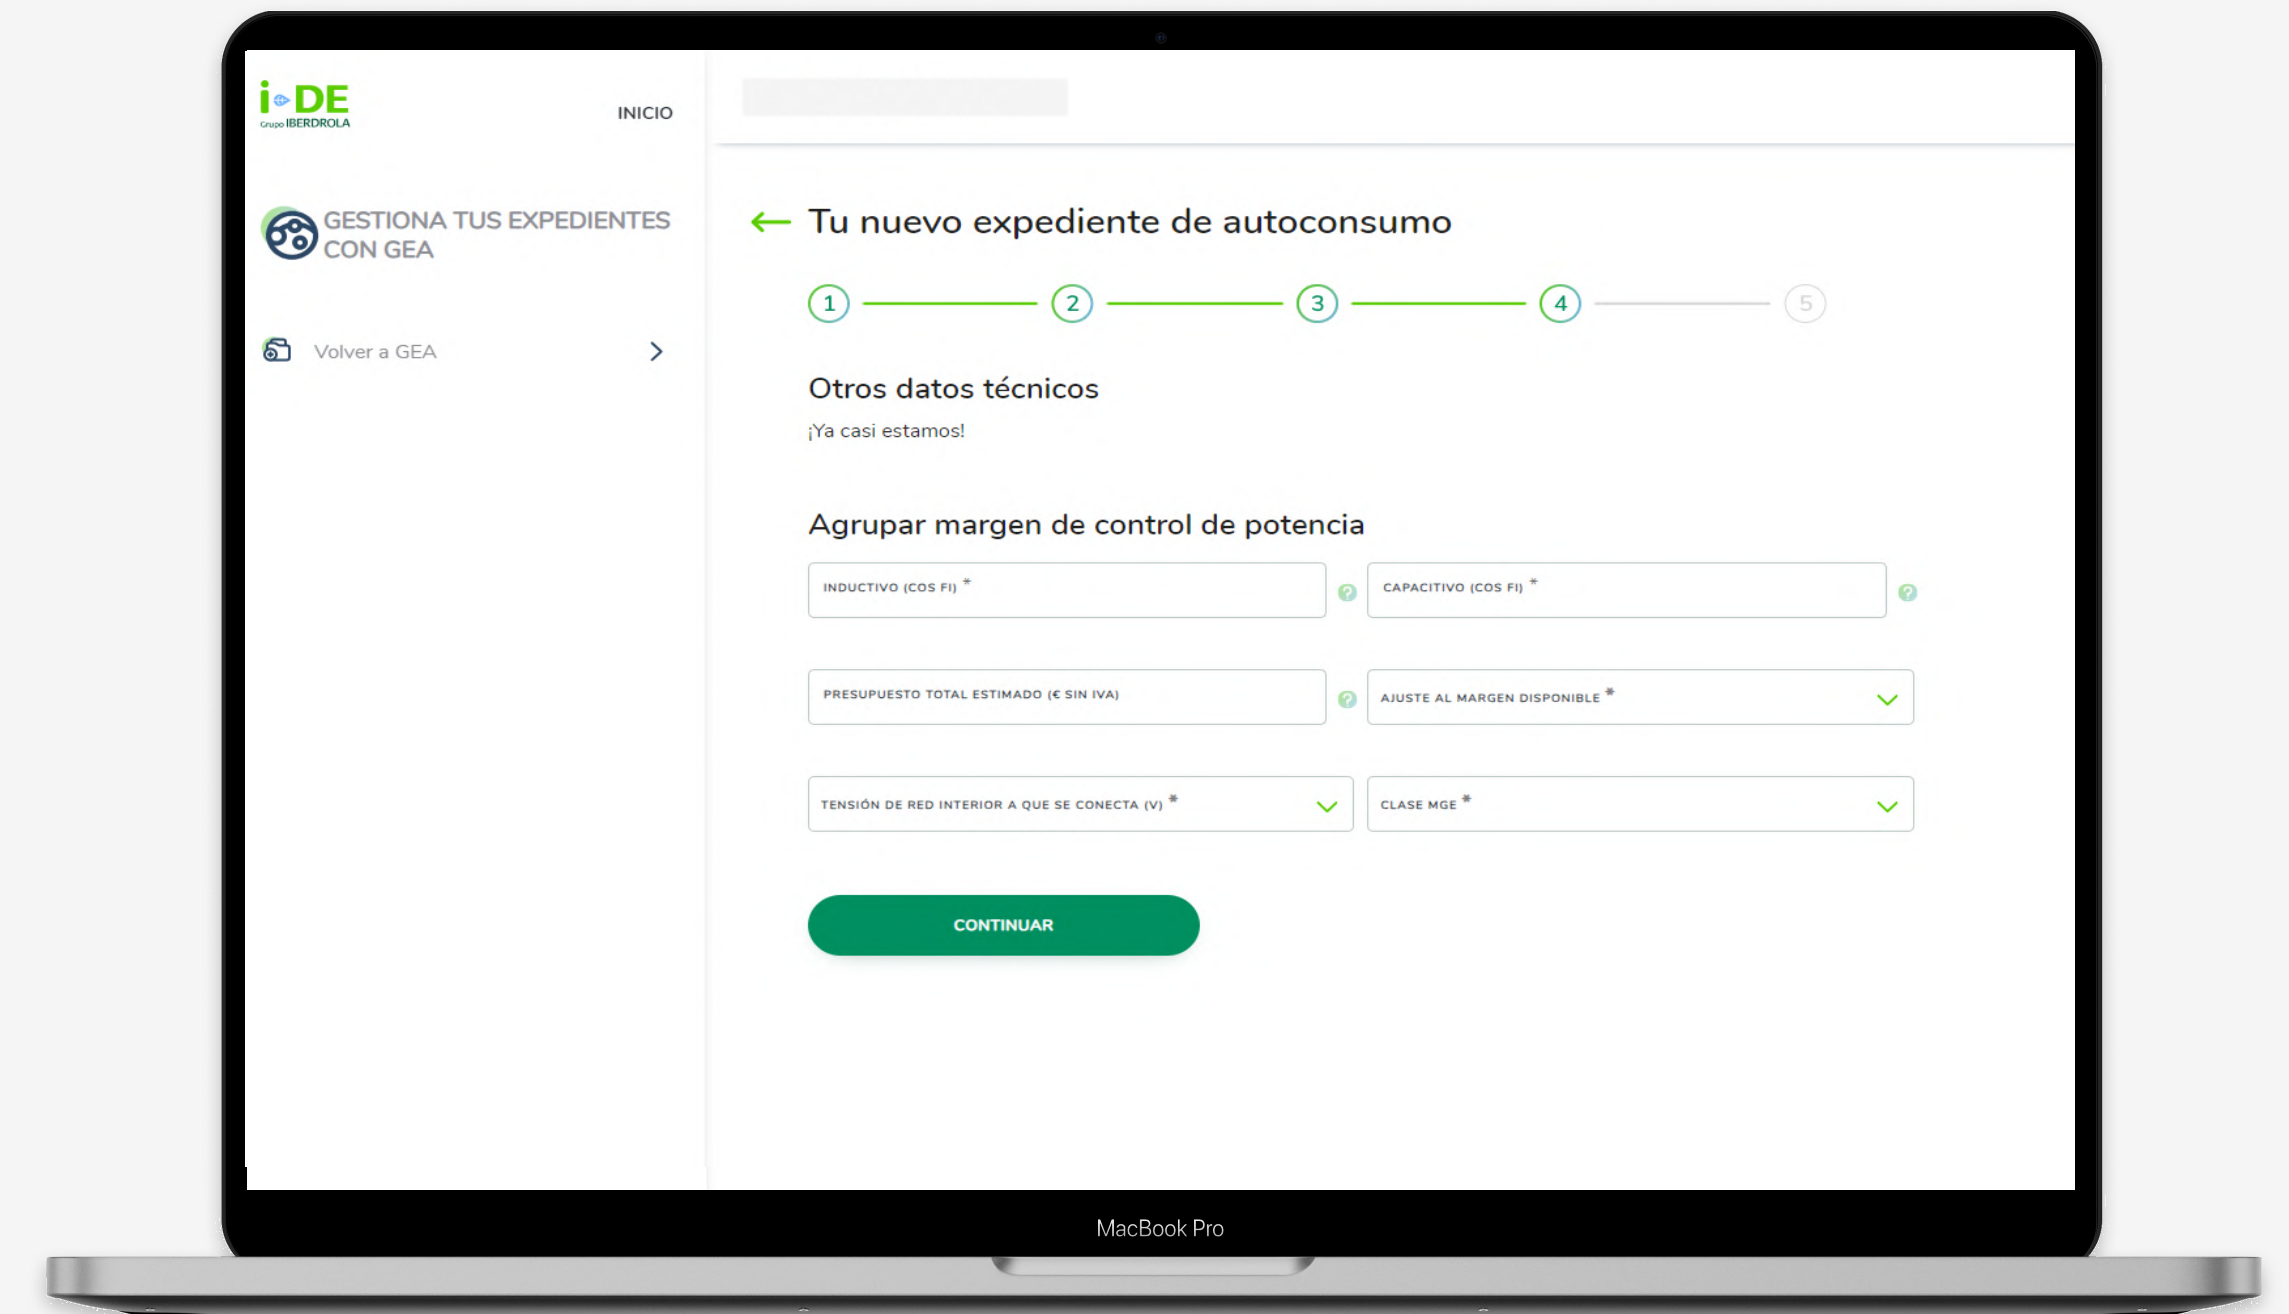 i DE
Grupo IBERDROLA
INICIO
GESTIONA TUS EXPEDIENTES
CON GEA
Volver a GEA
Tu nuevo expediente de autoconsumo
1 2 3 4 5
Otros datos técnicos
¡Ya casi estamos!
Agrupar margen de control de potencia
INDUCTIVO (COS FI) * ? CAPACITIVO (COS FI) * ?
PRESUPUESTO TOTAL ESTIMADO (€ SIN IVA) ? AJUSTE AL MARGEN DISPONIBLE *
TENSIÓN DE RED INTERIOR A QUE SE CONECTA (V) * CLASE MGE *
CONTINUAR
MacBook Pro